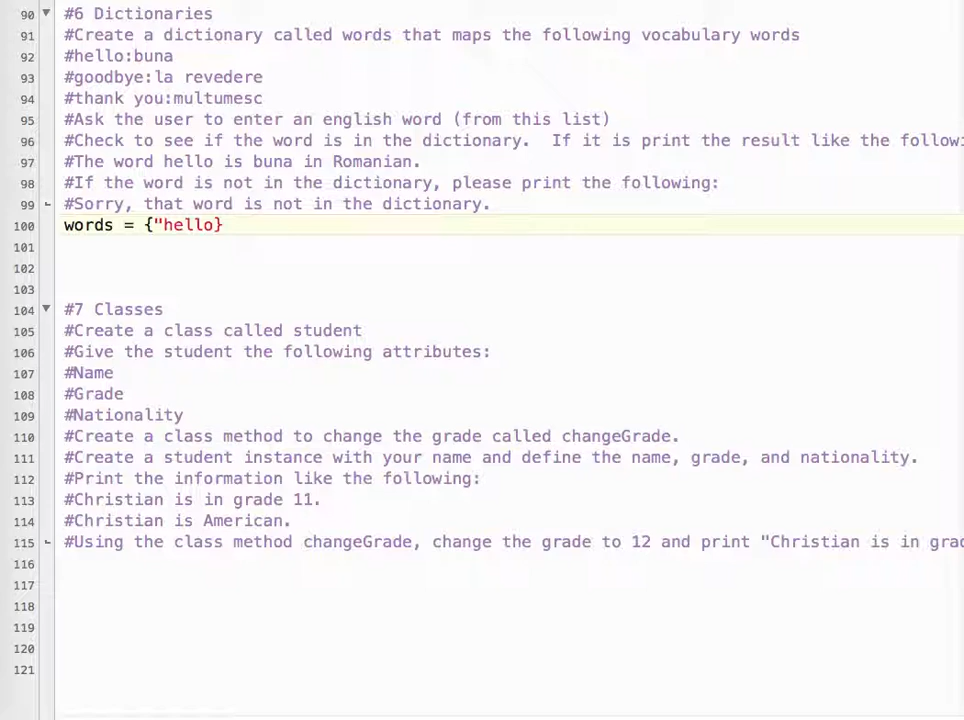 90 #6 Dictionaries
91 #Create a dictionary called words that maps the following vocabulary words
92 #hello:buna
93 #goodbye:la revedere
94 #thank you:multumesc
95 #Ask the user to enter an english word (from this list)
96 #Check to see if the word is in the dictionary.  If it is print the result like the followi
97 #The word hello is buna in Romanian.
98 #If the word is not in the dictionary, please print the following:
99 #Sorry, that word is not in the dictionary.
100 words = {"hello}
101
102
103
104 #7 Classes
105 #Create a class called student
106 #Give the student the following attributes:
107 #Name
108 #Grade
109 #Nationality
110 #Create a class method to change the grade called changeGrade.
111 #Create a student instance with your name and define the name, grade, and nationality.
112 #Print the information like the following:
113 #Christian is in grade 11.
114 #Christian is American.
115 #Using the class method changeGrade, change the grade to 12 and print "Christian is in grad
116
117
118
119
120
121